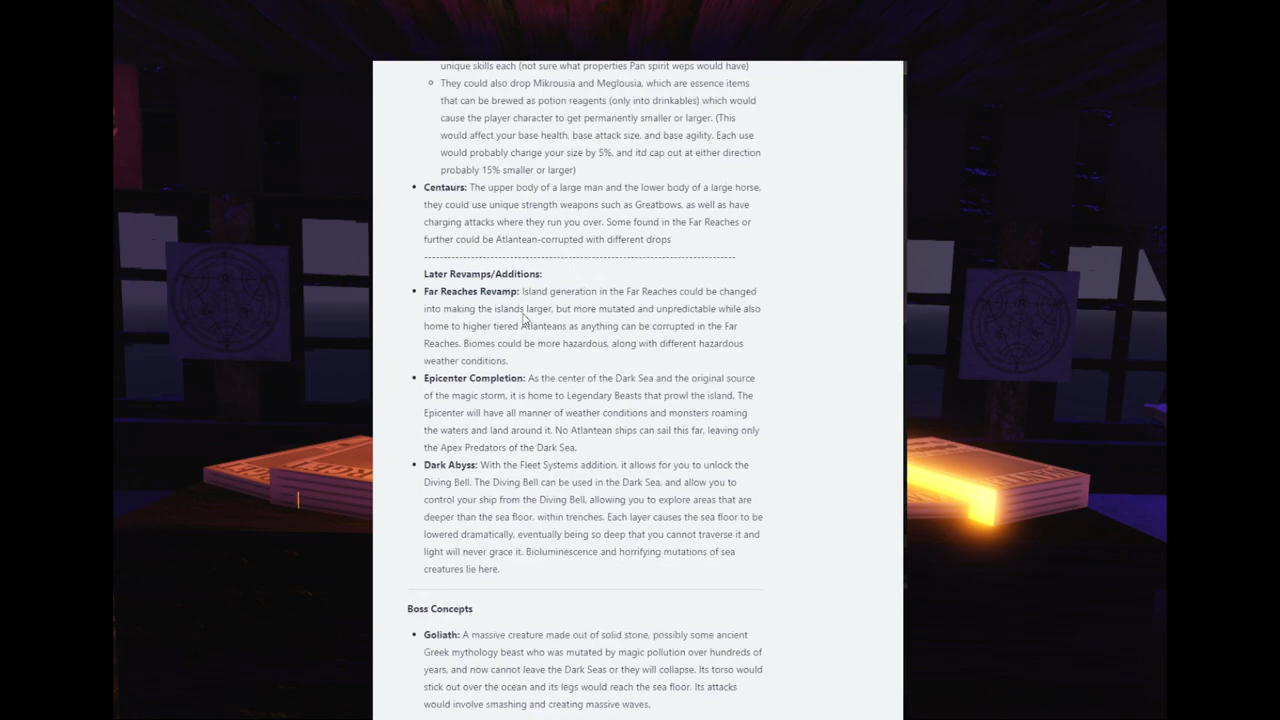 unique skills each (not sure what properties Pan spirit weps would have)
They could also drop Mikrousia and Meglousia, which are essence items
that can be brewed as potion reagents (only into drinkables) which would
cause the player character to get permanently smaller or larger. (This
would affect your base health, base attack size, and base agility. Each use
would probably change your size by 5%, and itd cap out at either direction
probably 15% smaller or larger)
Centaurs: The upper body of a large man and the lower body of a large horse,
they could use unique strength weapons such as Greatbows, as well as have
charging attacks where they run you over. Some found in the Far Reaches or
further could be Atlantean-corrupted with different drops
------------------------------------------------------------------------------
Later Revamps/Additions:
Far Reaches Revamp: Island generation in the Far Reaches could be changed
into making the islands larger, but more mutated and unpredictable while also
home to higher tiered Atlanteans as anything can be corrupted in the Far
Reaches. Biomes could be more hazardous, along with different hazardous
weather conditions.
Epicenter Completion: As the center of the Dark Sea and the original source
of the magic storm, it is home to Legendary Beasts that prowl the island. The
Epicenter will have all manner of weather conditions and monsters roaming
the waters and land around it. No Atlantean ships can sail this far, leaving only
the Apex Predators of the Dark Sea.
Dark Abyss: With the Fleet Systems addition, it allows for you to unlock the
Diving Bell. The Diving Bell can be used in the Dark Sea, and allow you to
control your ship from the Diving Bell, allowing you to explore areas that are
deeper than the sea floor. within trenches. Each layer causes the sea floor to be
lowered dramatically, eventually being so deep that you cannot traverse it and
light will never grace it. Bioluminescence and horrifying mutations of sea
creatures lie here.
Boss Concepts
Goliath: A massive creature made out of solid stone, possibly some ancient
Greek mythology beast who was mutated by magic pollution over hundreds of
years, and now cannot leave the Dark Seas or they will collapse. Its torso would
stick out over the ocean and its legs would reach the sea floor. Its attacks
would involve smashing and creating massive waves.